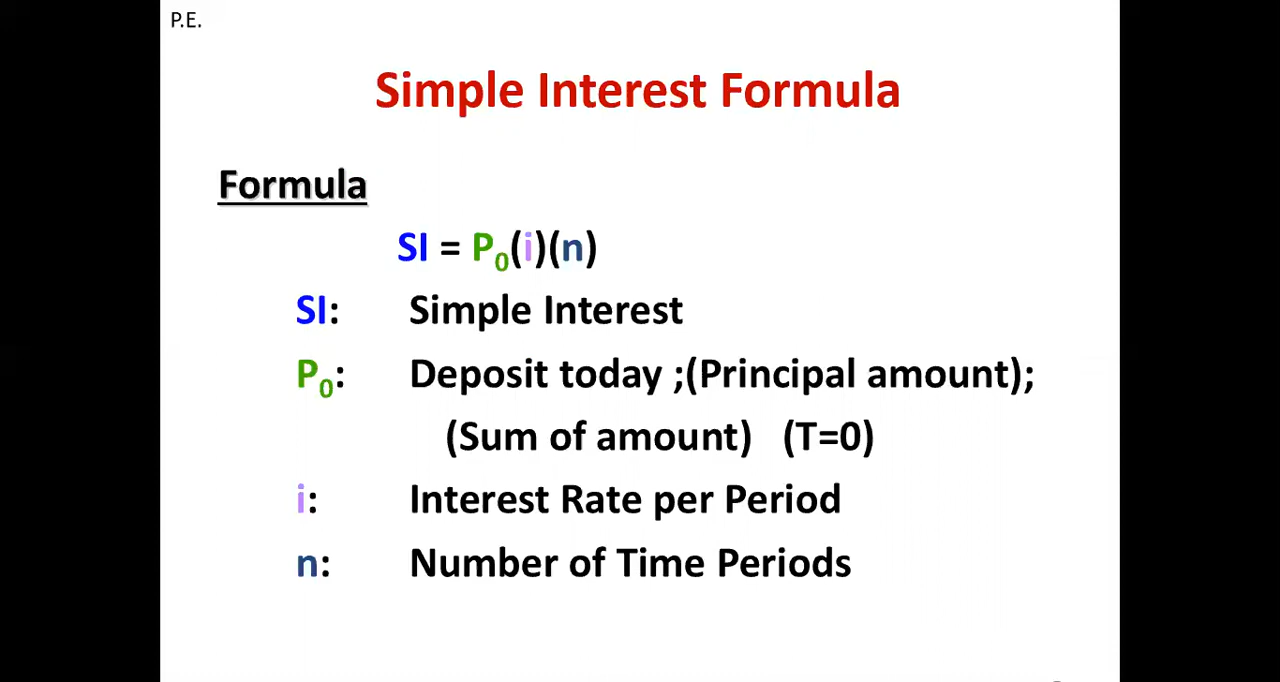 P.E.
Simple Interest Formula
Formula
SI = P0(i)(n)
SI: Simple Interest
P0: Deposit today ;(Principal amount);
(Sum of amount) (T=0)
i: Interest Rate per Period
n: Number of Time Periods